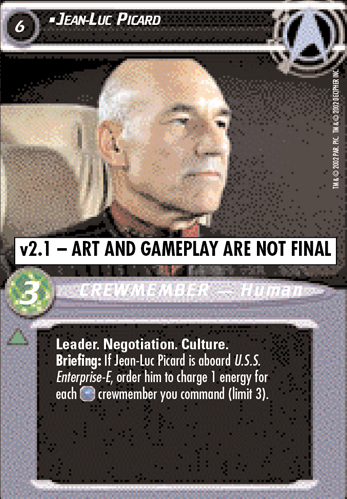 6
•JEAN-LUC PICARD
TM & © 2002 PAR. PIC. TM & © 2002 DECIPHER INC.
v2.1 – ART AND GAMEPLAY ARE NOT FINAL
3
CREWMEMBER — Human
Leader. Negotiation. Culture.
Briefing: If Jean-Luc Picard is aboard U.S.S.
Enterprise-E, order him to charge 1 energy for
each crewmember you command (limit 3).